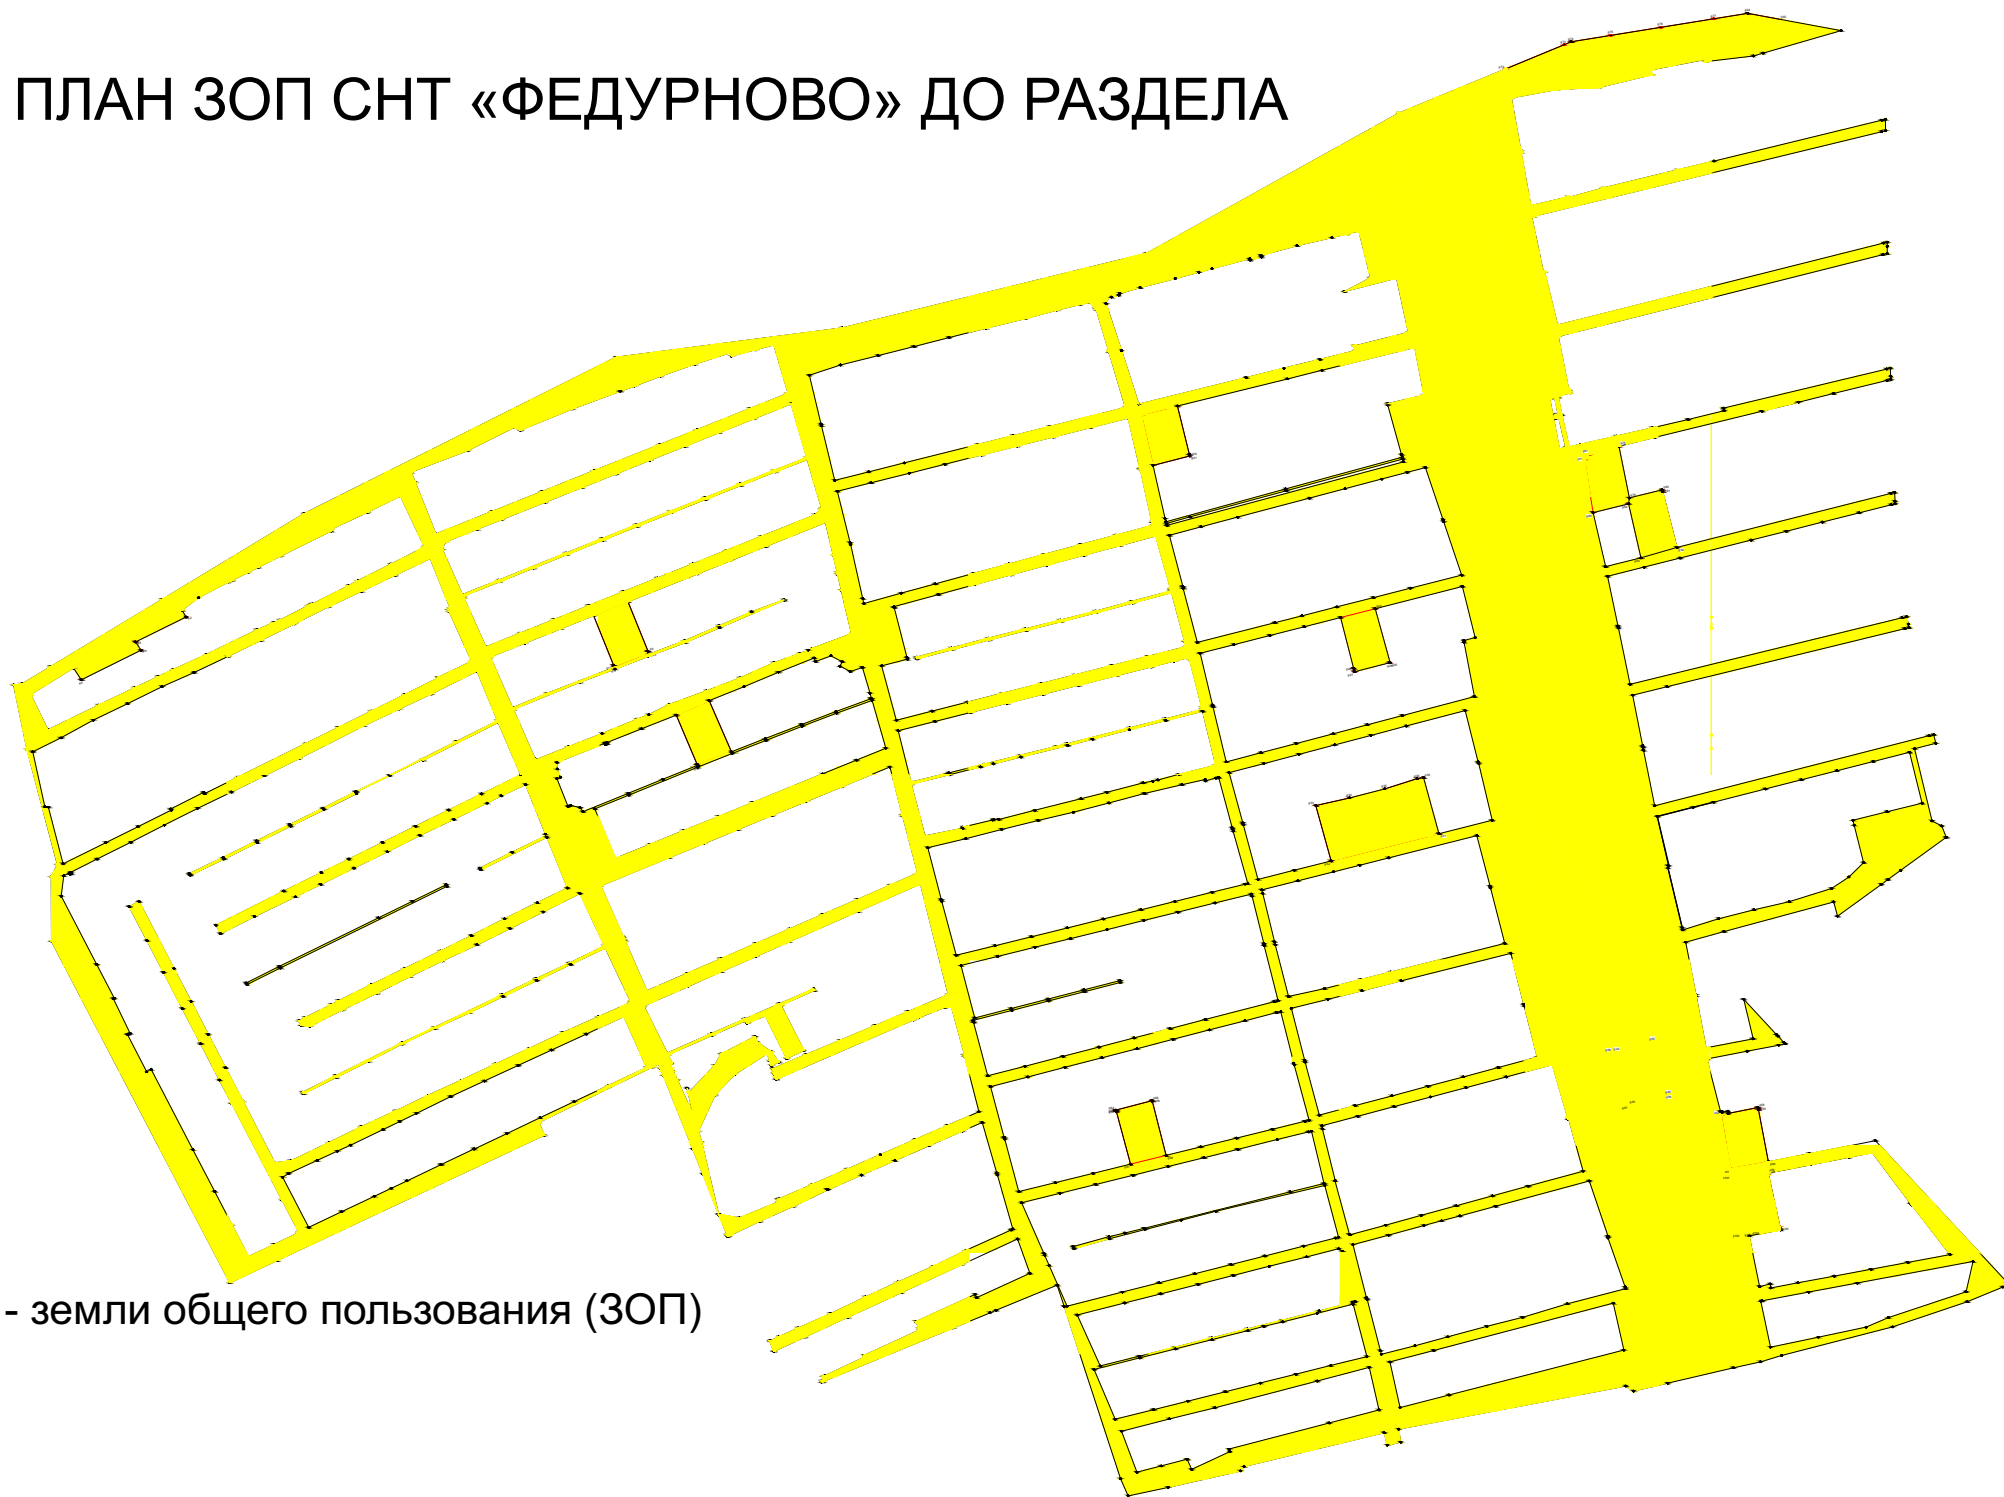 ПЛАН ЗОП СНТ «ФЕДУРНОВО» ДО РАЗДЕЛА
- земли общего пользования (ЗОП)